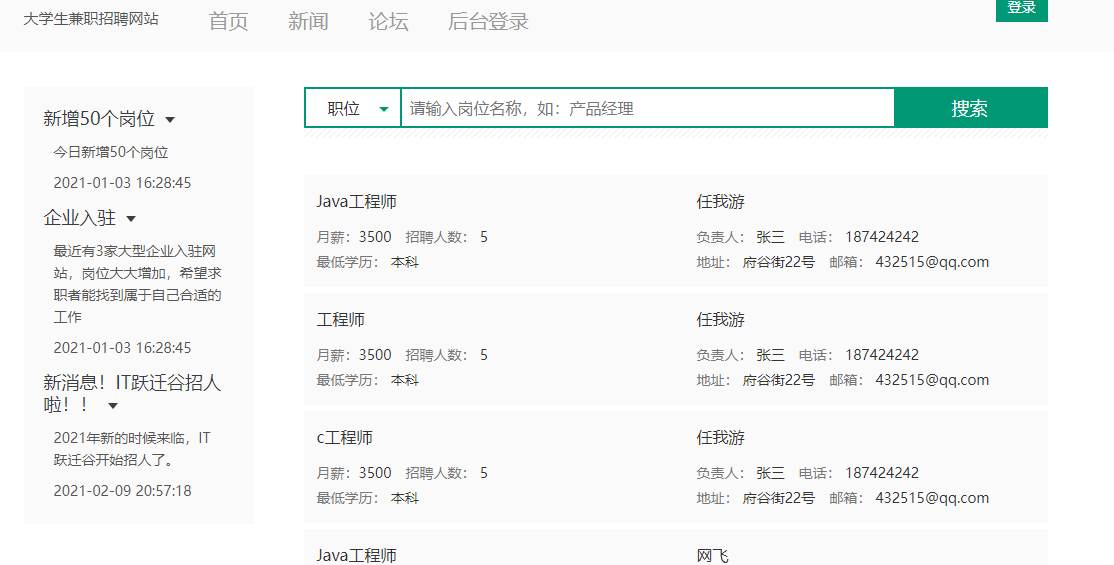 大学生兼职招聘网站 首页 新闻 论坛 后台登录 登录
新增50个岗位
今日新增50个岗位
2021-01-03 16:28:45
企业入驻
最近有3家大型企业入驻网
站，岗位大大增加，希望求
职者能找到属于自己合适的
工作
2021-01-03 16:28:45
新消息！IT跃迁谷招人
啦！！
2021年新的时候来临，IT
跃迁谷开始招人了。
2021-02-09 20:57:18
职位 请输入岗位名称，如：产品经理 搜索
Java工程师 任我游
月薪：3500 招聘人数： 5 负责人： 张三 电话： 187424242
最低学历： 本科 地址： 府谷街22号 邮箱： 432515@qq.com
工程师 任我游
月薪：3500 招聘人数： 5 负责人： 张三 电话： 187424242
最低学历： 本科 地址： 府谷街22号 邮箱： 432515@qq.com
c工程师 任我游
月薪：3500 招聘人数： 5 负责人： 张三 电话： 187424242
最低学历： 本科 地址： 府谷街22号 邮箱： 432515@qq.com
Java工程师 网飞